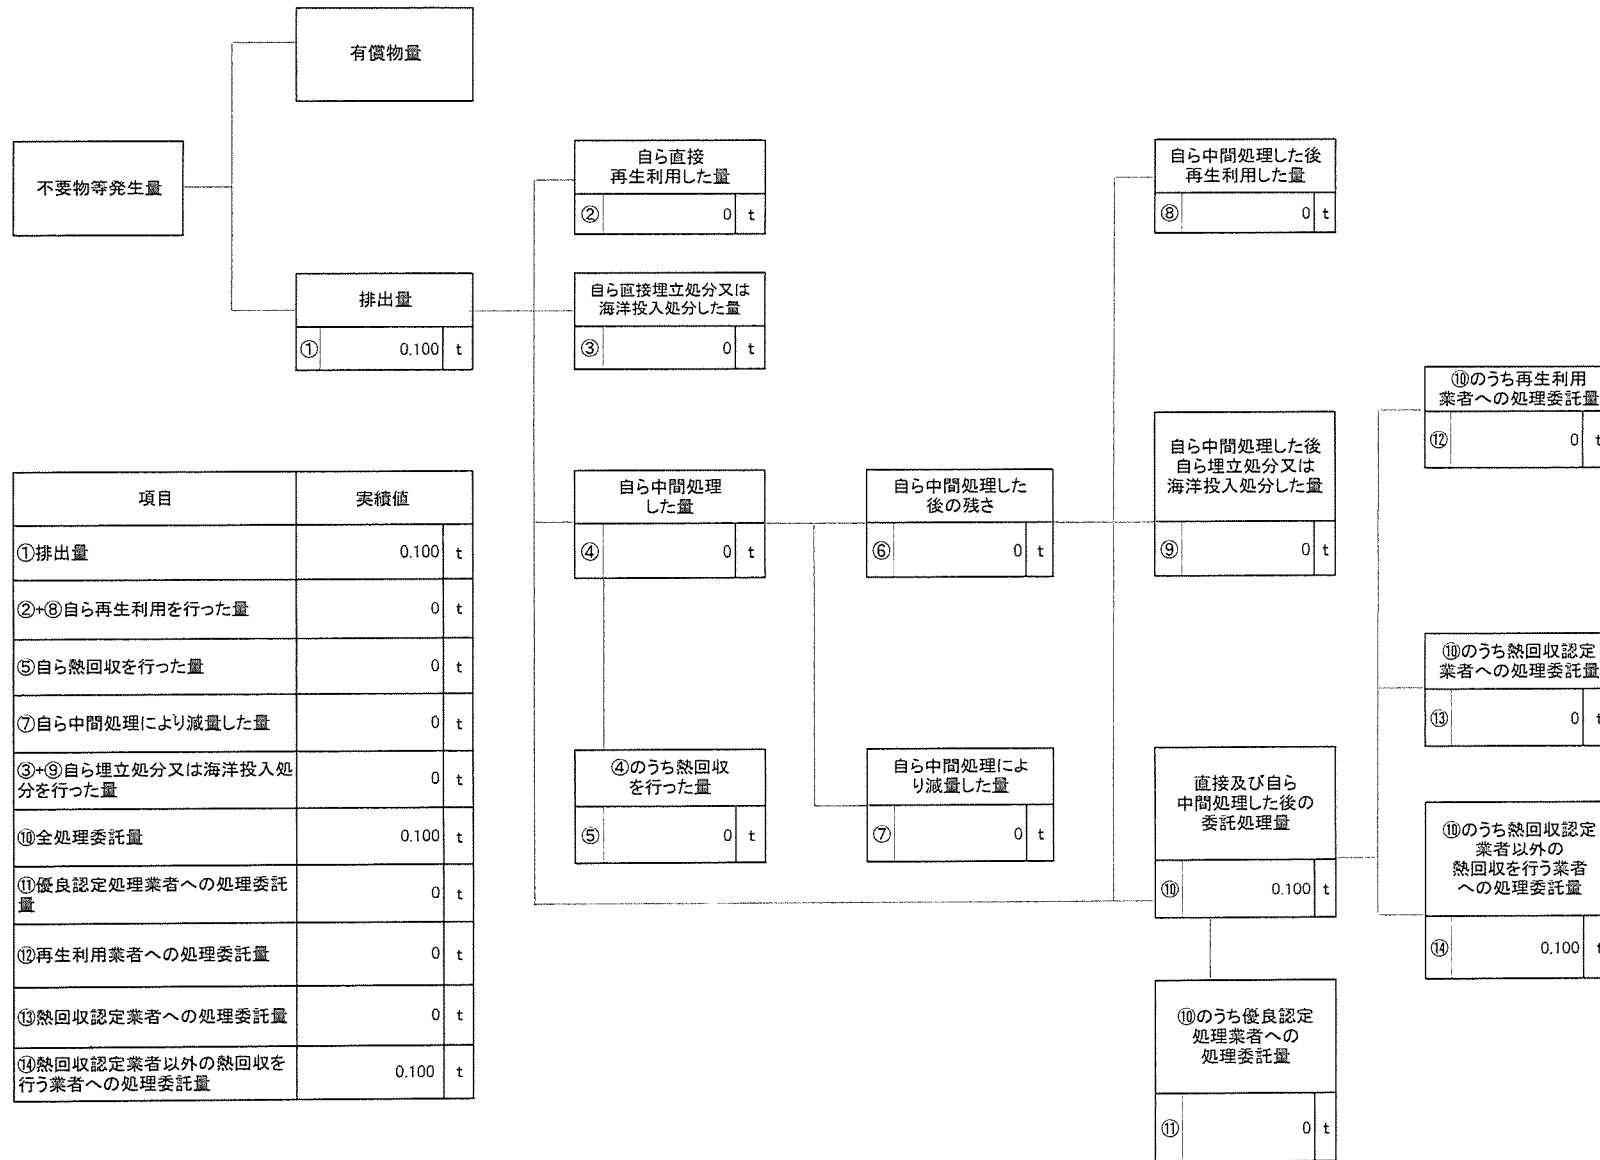 有償物量
不要物等発生量
排出量
① 0.100 t
自ら直接
再生利用した量
② 0 t
自ら直接埋立処分又は
海洋投入処分した量
③ 0 t
自ら中間処理
した量
④ 0 t
④のうち熱回収
を行った量
⑤ 0 t
自ら中間処理した
後の残さ
⑥ 0 t
自ら中間処理によ
り減量した量
⑦ 0 t
自ら中間処理した後
再生利用した量
⑧ 0 t
自ら中間処理した後
自ら埋立処分又は
海洋投入処分した量
⑨ 0 t
直接及び自ら
中間処理した後の
委託処理量
⑩ 0.100 t
⑩のうち優良認定
処理業者への
処理委託量
⑪ 0 t
⑩のうち再生利用
業者への処理委託量
⑫ 0 t
⑩のうち熱回収認定
業者への処理委託量
⑬ 0 t
⑩のうち熱回収認定
業者以外の
熱回収を行う業者
への処理委託量
⑭ 0.100 t
項目 実績値
①排出量 0.100 t
②+⑧自ら再生利用を行った量 0 t
⑤自ら熱回収を行った量 0 t
⑦自ら中間処理により減量した量 0 t
③+⑨自ら埋立処分又は海洋投入処
分を行った量 0 t
⑩全処理委託量 0.100 t
⑪優良認定処理業者への処理委託
量 0 t
⑫再生利用業者への処理委託量 0 t
⑬熱回収認定業者への処理委託量 0 t
⑭熱回収認定業者以外の熱回収を
行う業者への処理委託量 0.100 t